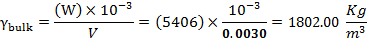 γbulk = (W) × 10⁻³ / V = (5406) × 10⁻³ / 0.0030 = 1802.00 Kg / m³